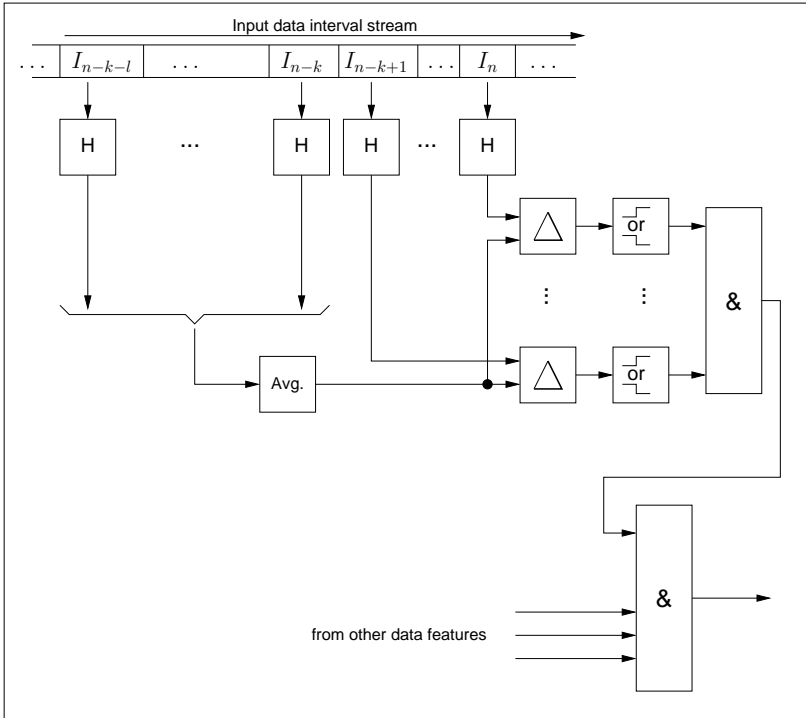 Input data interval stream
... I_{n-k-l} ... I_{n-k} I_{n-k+1} ... I_n ...
H ... H H ... H
△ or
... ...
&
△ or
Avg.
&
from other data features